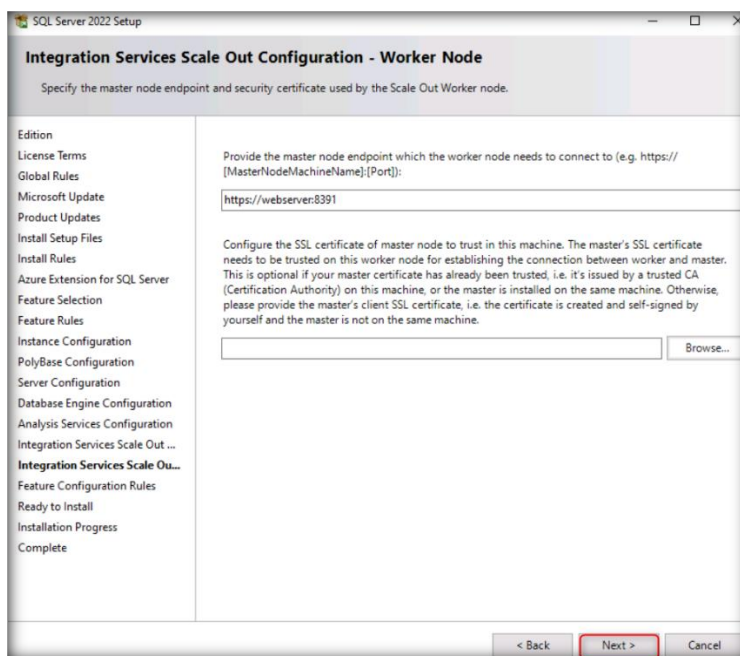 SQL Server 2022 Setup
Integration Services Scale Out Configuration - Worker Node
Specify the master node endpoint and security certificate used by the Scale Out Worker node.
Edition
License Terms
Global Rules
Microsoft Update
Product Updates
Install Setup Files
Install Rules
Azure Extension for SQL Server
Feature Selection
Feature Rules
Instance Configuration
PolyBase Configuration
Server Configuration
Database Engine Configuration
Analysis Services Configuration
Integration Services Scale Out ...
Integration Services Scale Ou...
Feature Configuration Rules
Ready to Install
Installation Progress
Complete
Provide the master node endpoint which the worker node needs to connect to (e.g. https://
[MasterNodeMachineName]:[Port]):
https://webserver:8391
Configure the SSL certificate of master node to trust in this machine. The master's SSL certificate
needs to be trusted on this worker node for establishing the connection between worker and master.
This is optional if your master certificate has already been trusted, i.e. it's issued by a trusted CA
(Certification Authority) on this machine, or the master is installed on the same machine. Otherwise,
please provide the master's client SSL certificate, i.e. the certificate is created and self-signed by
yourself and the master is not on the same machine.
Browse...
< Back
Next >
Cancel